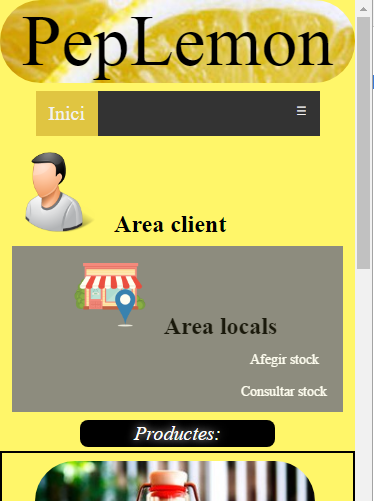 PepLemon
Inici
Area client
Area locals
Afegir stock
Consultar stock
Productes: